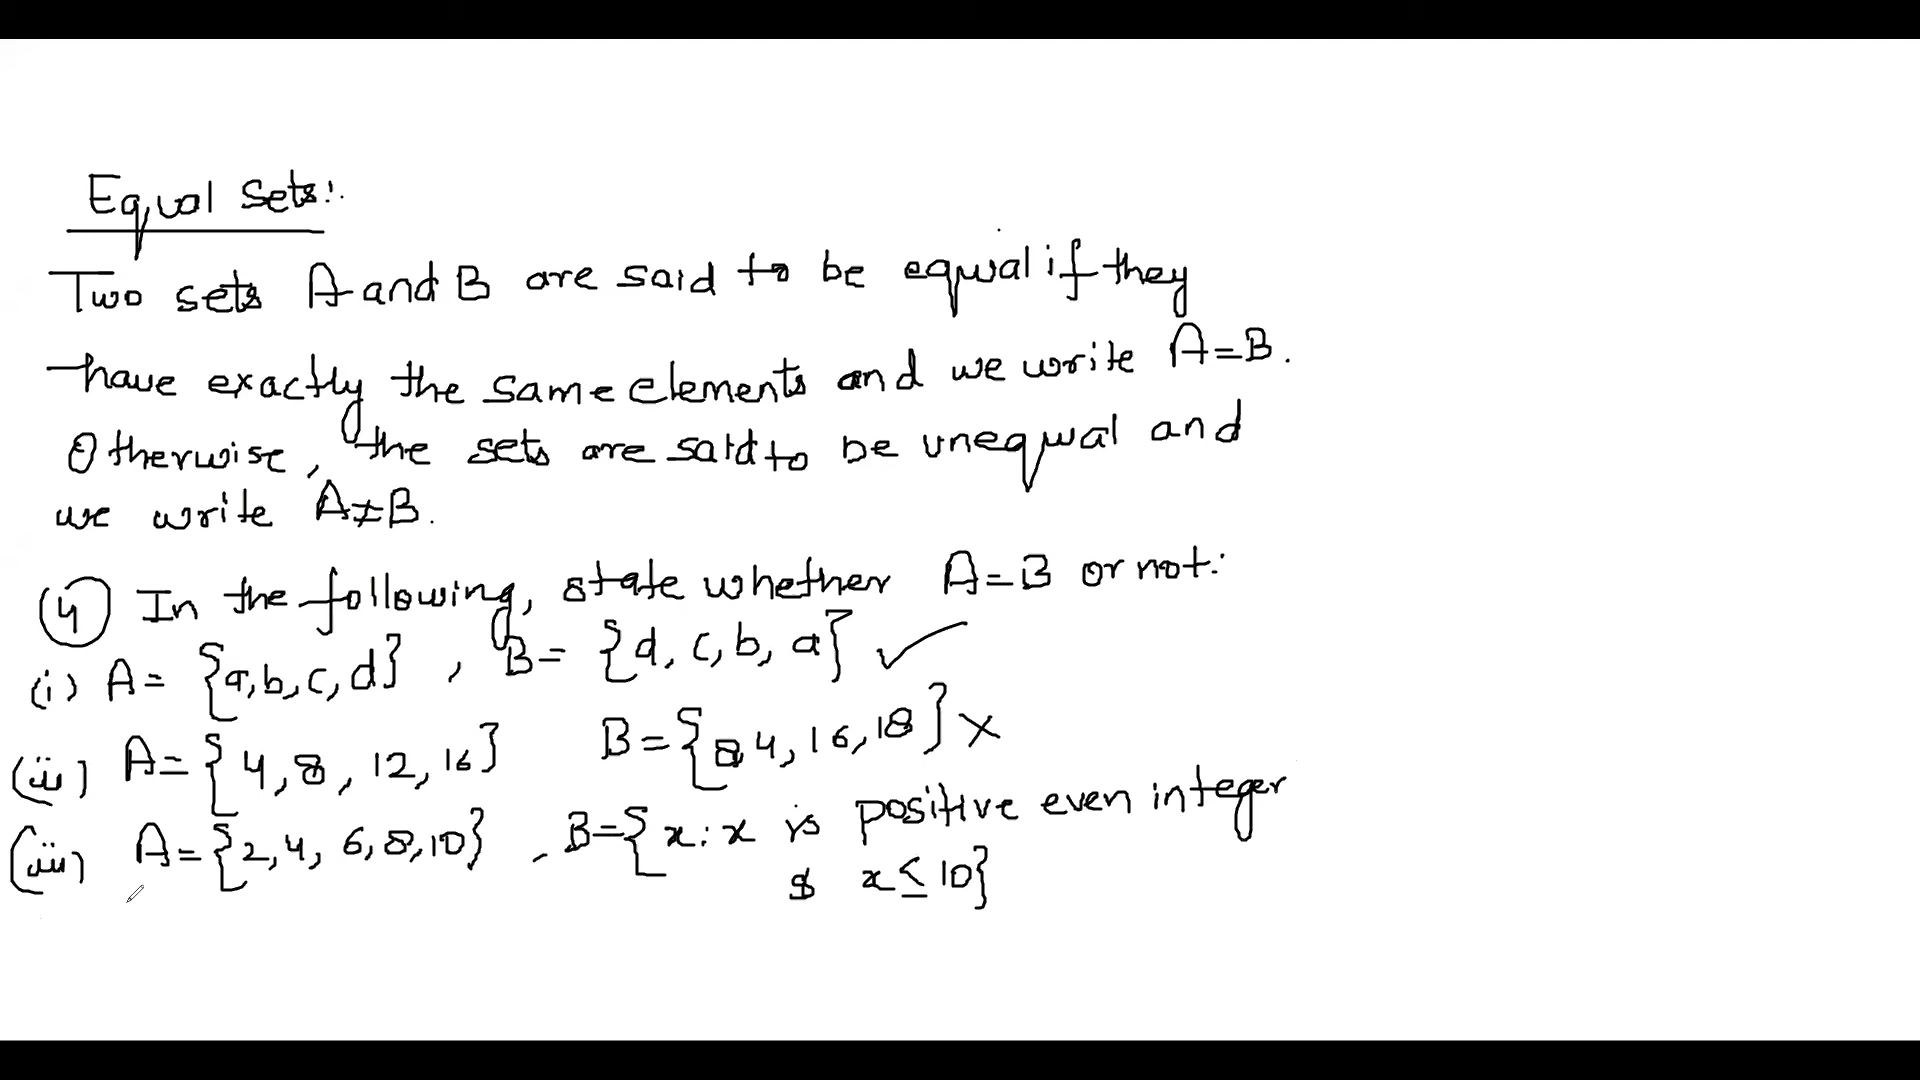 Equal Sets:
Two sets A and B are said to be equal if they
have exactly the same elements and we write A=B.
Otherwise, the sets are said to be unequal and
we write A≠B.
(4) In the following, state whether A=B or not:
(i) A= {a,b,c,d} , B= {d, c, b, a} ✓
(ii) A= {4, 8, 12, 16} B={8,4, 16, 18} ×
(iii) A={2,4, 6,8,10} , B={x:x is positive even integer
& x≤10}